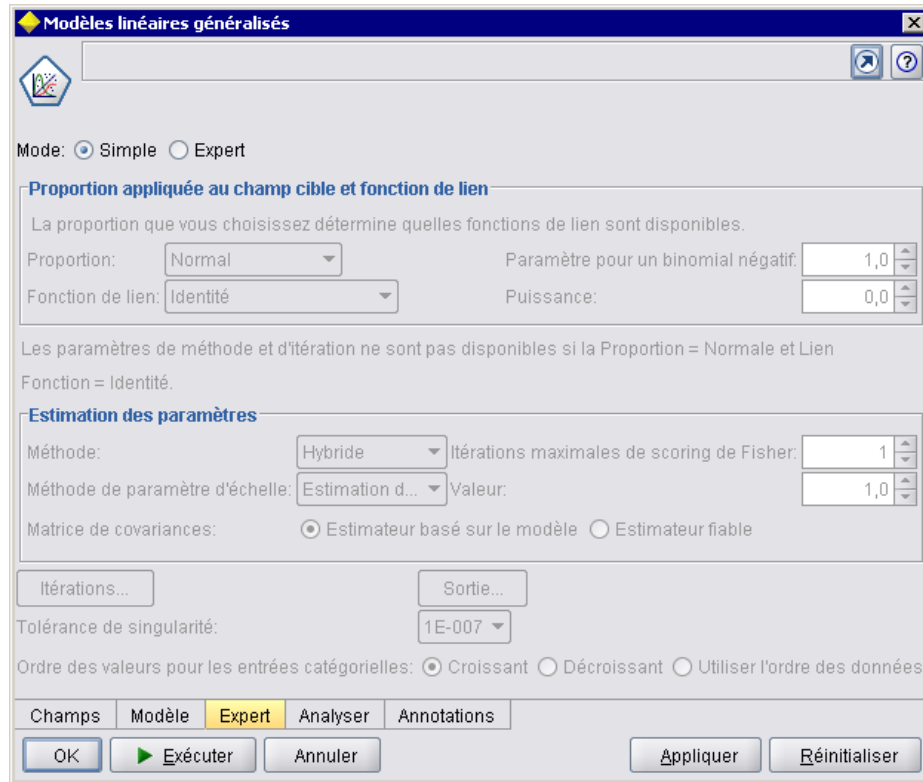 Modèles linéaires généralisés
Mode: Simple Expert
Proportion appliquée au champ cible et fonction de lien
La proportion que vous choisissez détermine quelles fonctions de lien sont disponibles.
Proportion: Normal Paramètre pour un binomial négatif: 1,0
Fonction de lien: Identité Puissance: 0,0
Les paramètres de méthode et d'itération ne sont pas disponibles si la Proportion = Normale et Lien
Fonction = Identité.
Estimation des paramètres
Méthode: Hybride Itérations maximales de scoring de Fisher: 1
Méthode de paramètre d'échelle: Estimation d... Valeur: 1,0
Matrice de covariances: Estimateur basé sur le modèle Estimateur fiable
Itérations... Sortie...
Tolérance de singularité: 1E-007
Ordre des valeurs pour les entrées catégorielles: Croissant Décroissant Utiliser l'ordre des données
Champs Modèle Expert Analyser Annotations
OK Exécuter Annuler Appliquer Réinitialiser